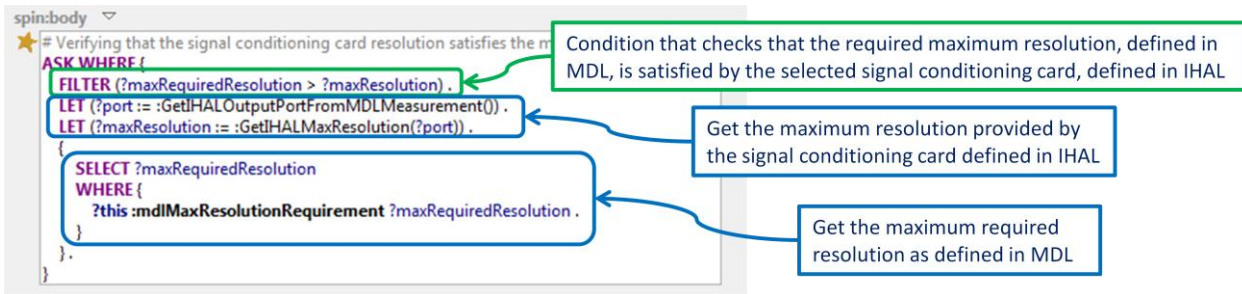 spin:body
# Verifying that the signal conditioning card resolution satisfies the m
ASK WHERE {
FILTER (?maxRequiredResolution > ?maxResolution) .
LET (?port := :GetIHALOutputPortFromMDLMeasurement()) .
LET (?maxResolution := :GetIHALMaxResolution(?port)) .
{
SELECT ?maxRequiredResolution
WHERE {
?this :mdlMaxResolutionRequirement ?maxRequiredResolution .
}
} .
}
Condition that checks that the required maximum resolution, defined in
MDL, is satisfied by the selected signal conditioning card, defined in IHAL
Get the maximum resolution provided by
the signal conditioning card defined in IHAL
Get the maximum required
resolution as defined in MDL